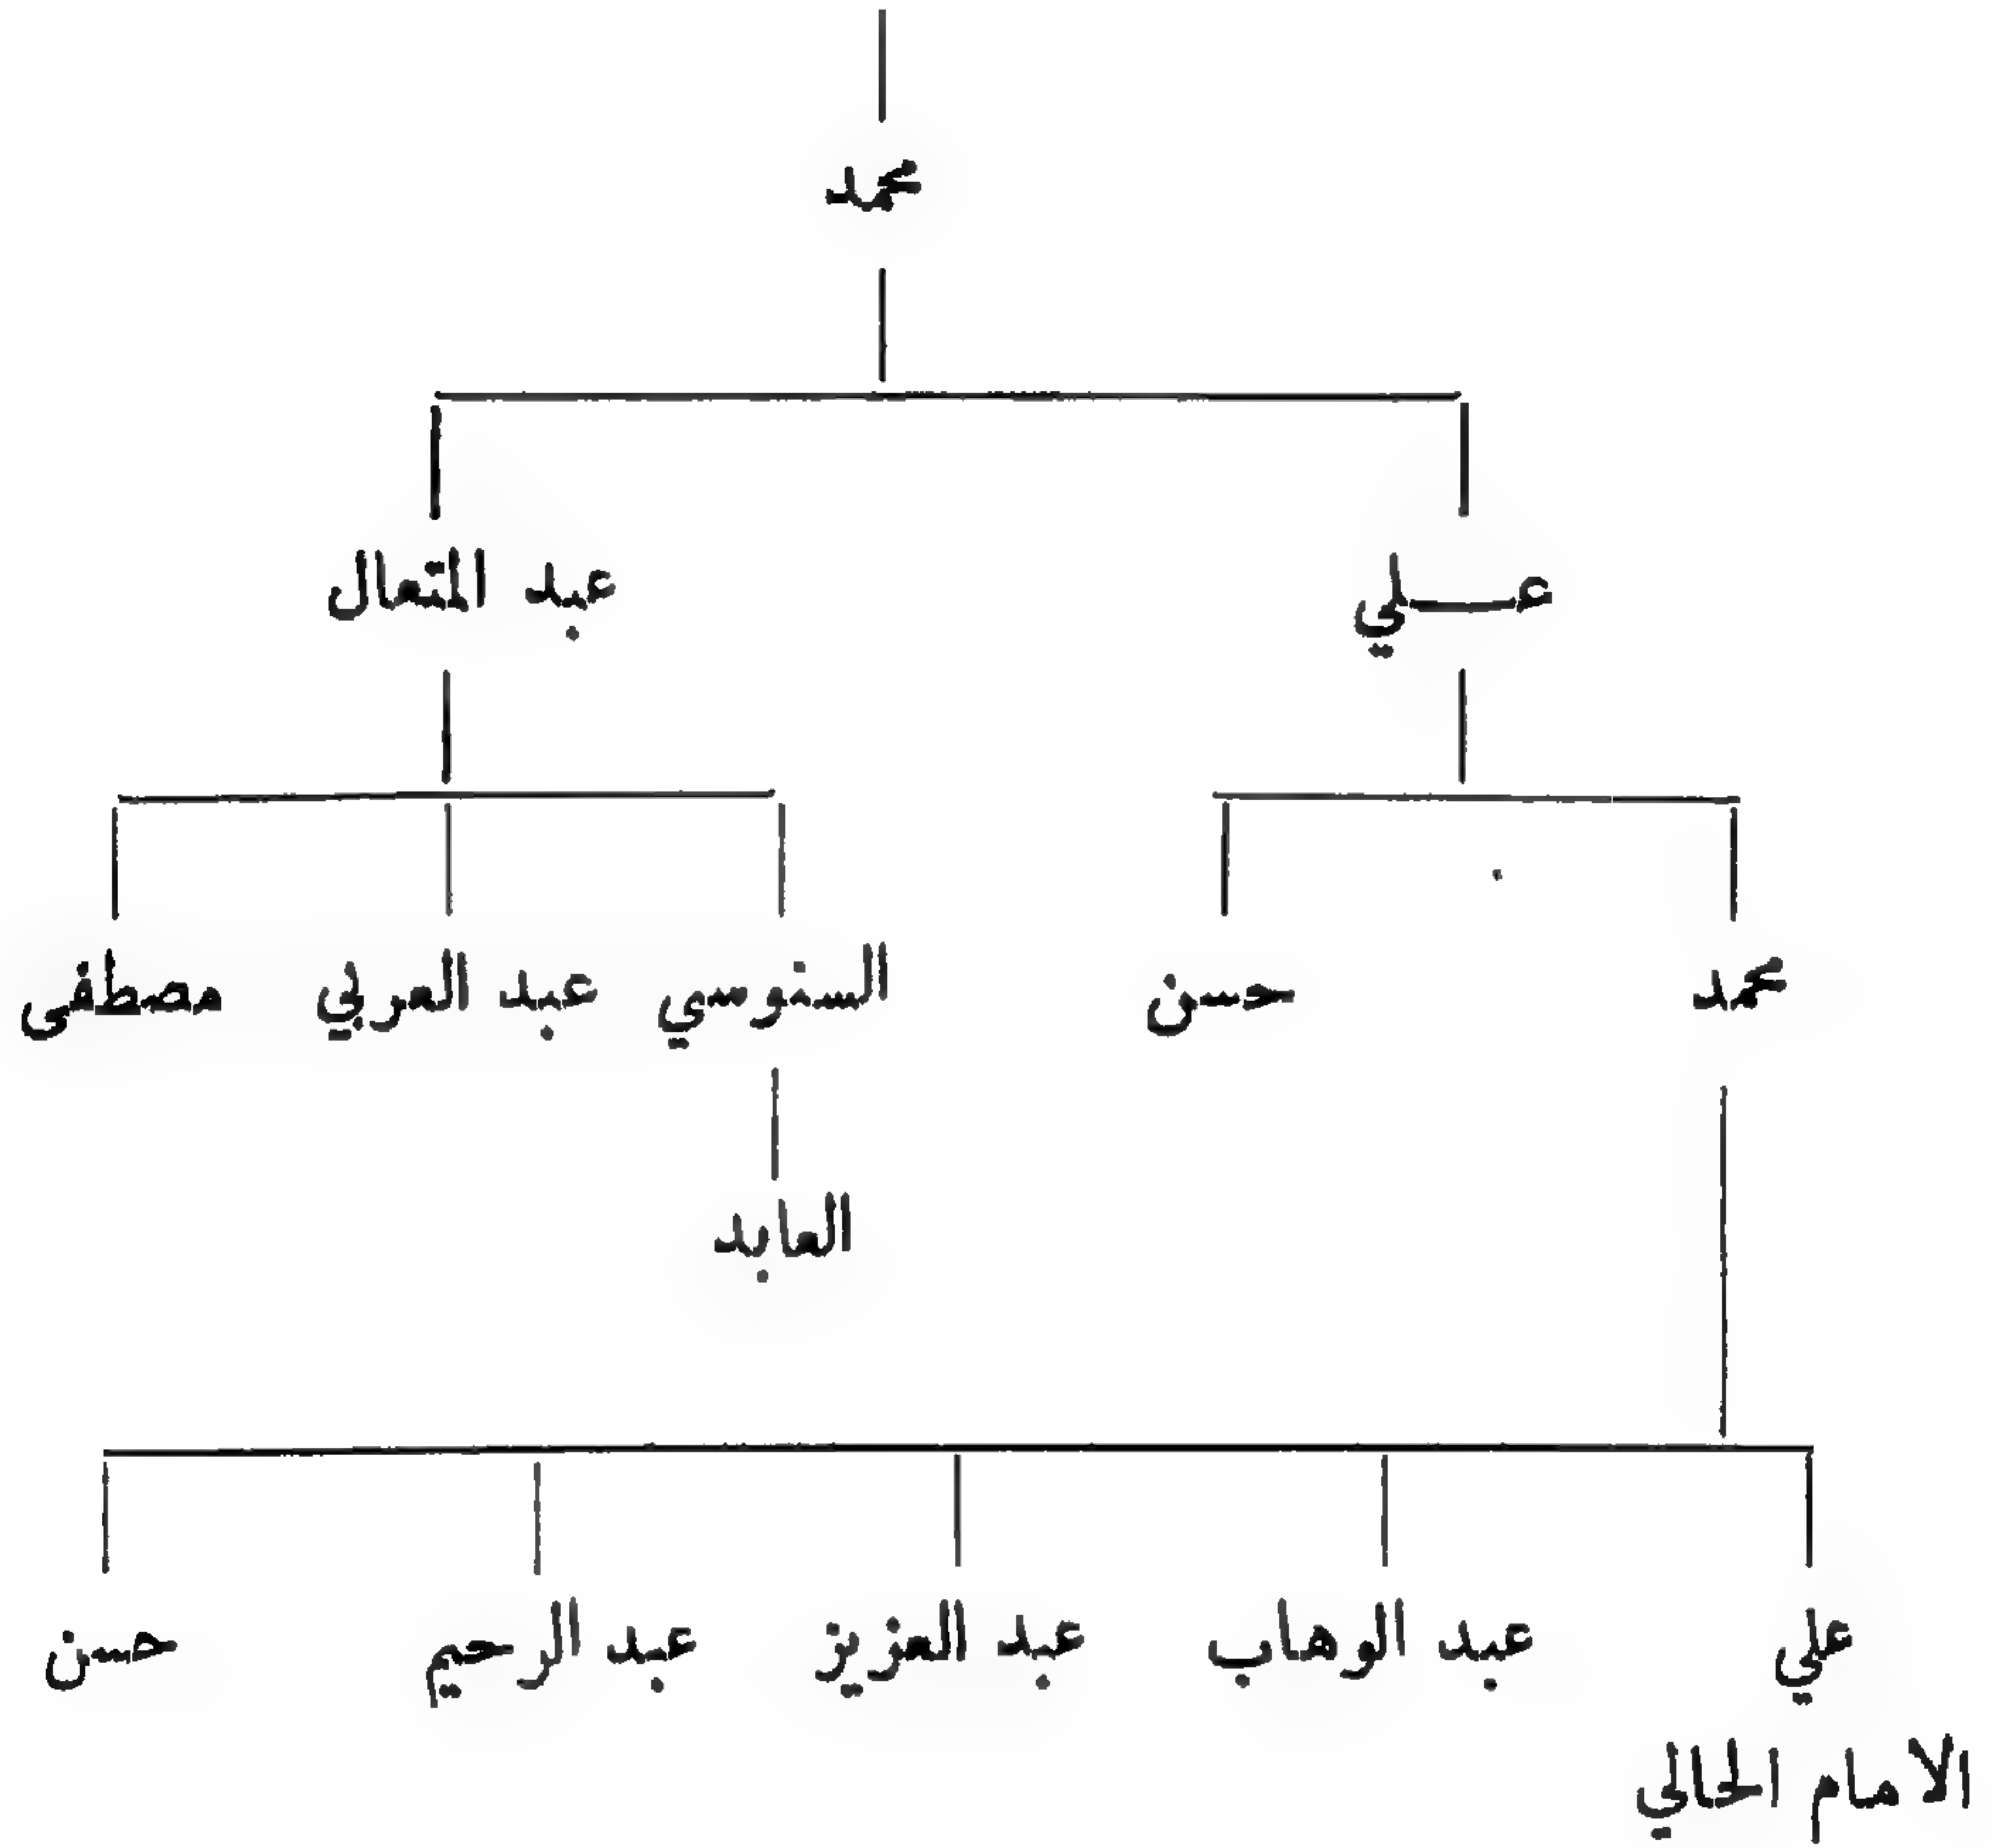 محمد
علي
عبد المتعال
محمد
حسن
السنوسي
عبد العربي
مصطفى
العابد
علي
عبد الوهاب
عبد العزيز
عبد الرحيم
حسن
الامام الحالي